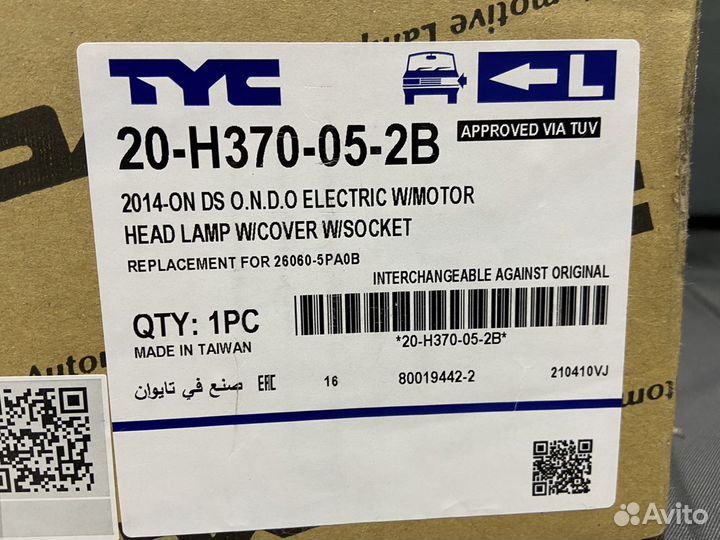 omotive Lamp
TYC
L
20-H370-05-2B
APPROVED VIA TUV
2014-ON DS O.N.D.O ELECTRIC W/MOTOR
HEAD LAMP W/COVER W/SOCKET
REPLACEMENT FOR 26060-5PA0B
INTERCHANGEABLE AGAINST ORIGINAL
QTY: 1PC
MADE IN TAIWAN
*20-H370-05-2B*
صنع في تايوان EAC 16 80019442-2 210410VJ
Avito